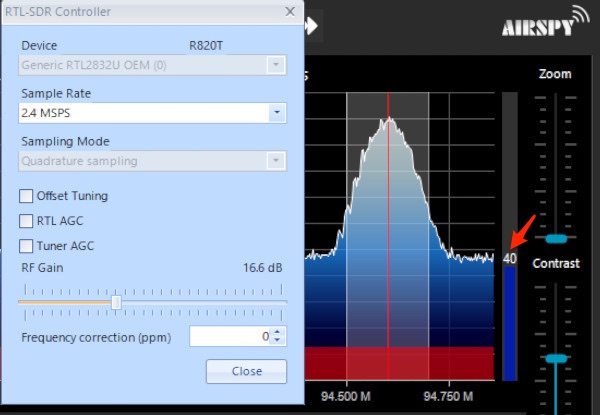 RTL-SDR Controller
Device R820T
Generic RTL2832U OEM (0)
Sample Rate
2.4 MSPS
Sampling Mode
Quadrature sampling
Offset Tuning
RTL AGC
Tuner AGC
RF Gain 16.6 dB
Frequency correction (ppm) 0
Close
AIRSPY
Zoom
40
Contrast
94.500 M 94.750 M